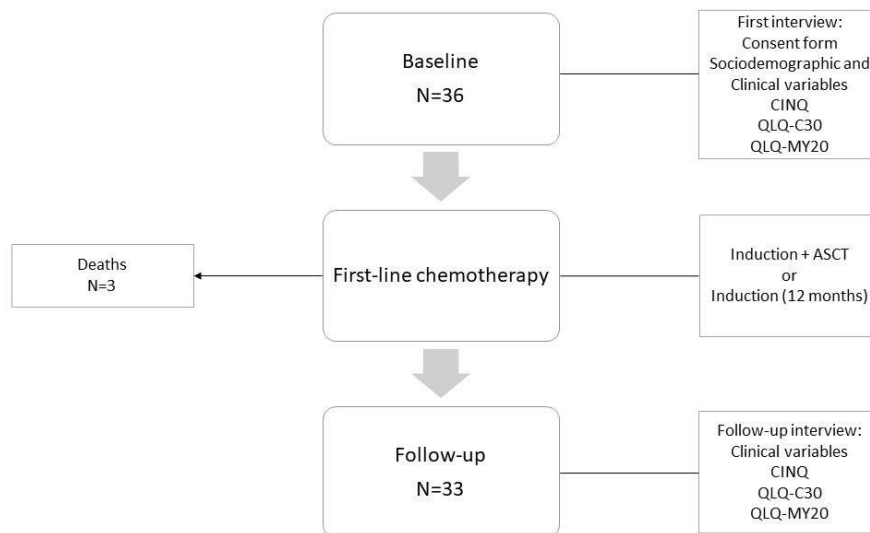 Baseline
N=36
First interview:
Consent form
Sociodemographic and
Clinical variables
CINQ
QLQ-C30
QLQ-MY20
Deaths
N=3
First-line chemotherapy
Induction + ASCT
or
Induction (12 months)
Follow-up
N=33
Follow-up interview:
Clinical variables
CINQ
QLQ-C30
QLQ-MY20